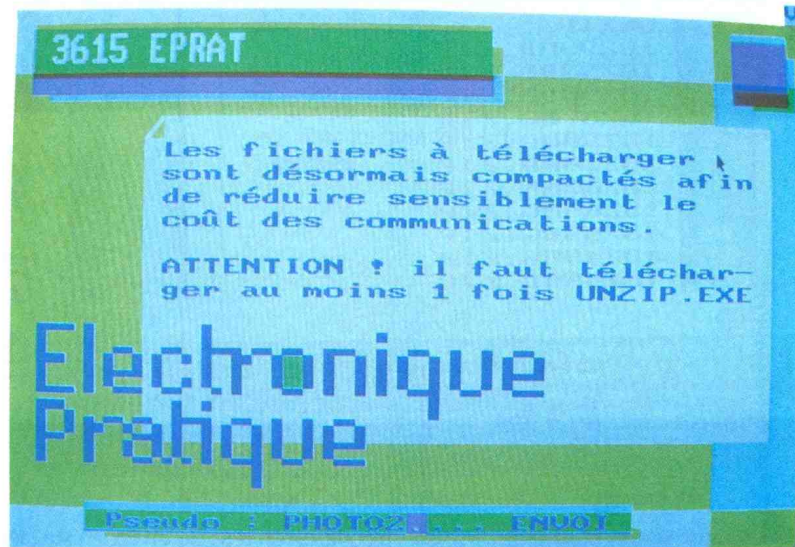 3615 EPRAT
Les fichiers à télécharger
sont désormais compactés afin
de réduire sensiblement le
coût des communications.
ATTENTION ! il faut téléchar-
ger au moins 1 fois UNZIP.EXE
Electronique
Pratique
Pseudo : PHOTO2.... ENVOI